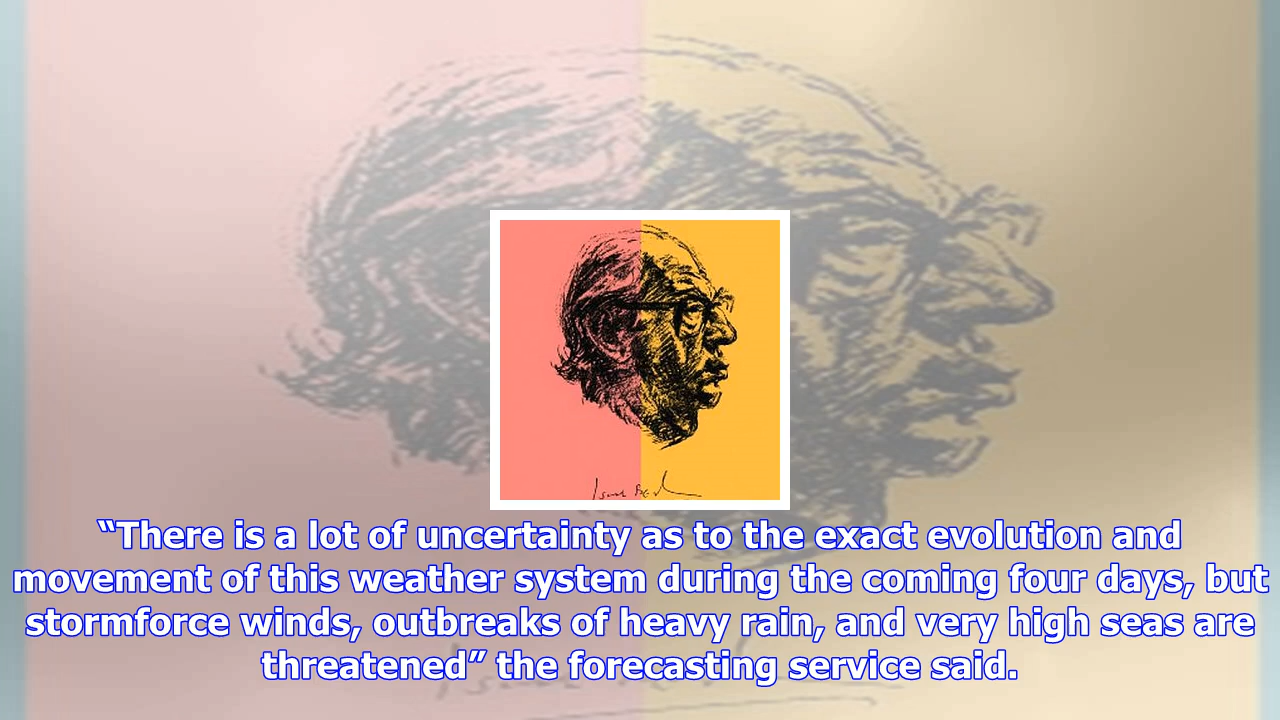 “There is a lot of uncertainty as to the exact evolution and
movement of this weather system during the coming four days, but
stormforce winds, outbreaks of heavy rain, and very high seas are
threatened” the forecasting service said.